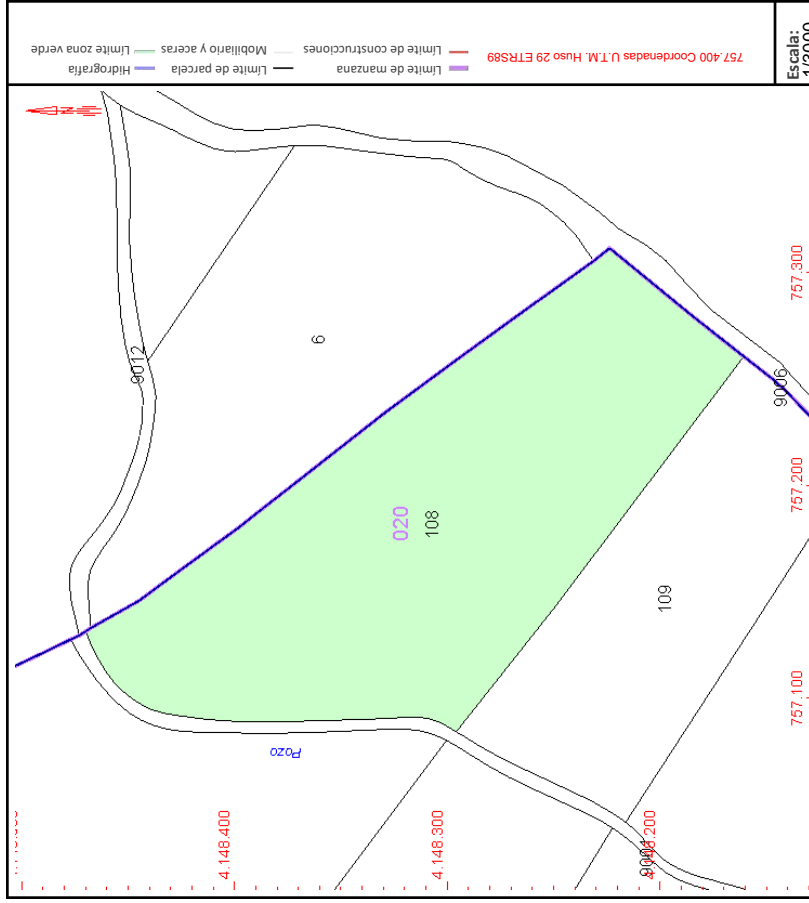 Límite zona verde
Hidrografía
Mobiliario y aceras
Límite de parcela
Límite de construcciones
Límite de manzana
757.400 Coordenadas U.T.M. Huso 29 ETRS89
Escala:
1/3000
9012
6
757,300
9006
757,200
020
108
109
757,100
Pozo
4.148.400
4.148.300
4.148.200